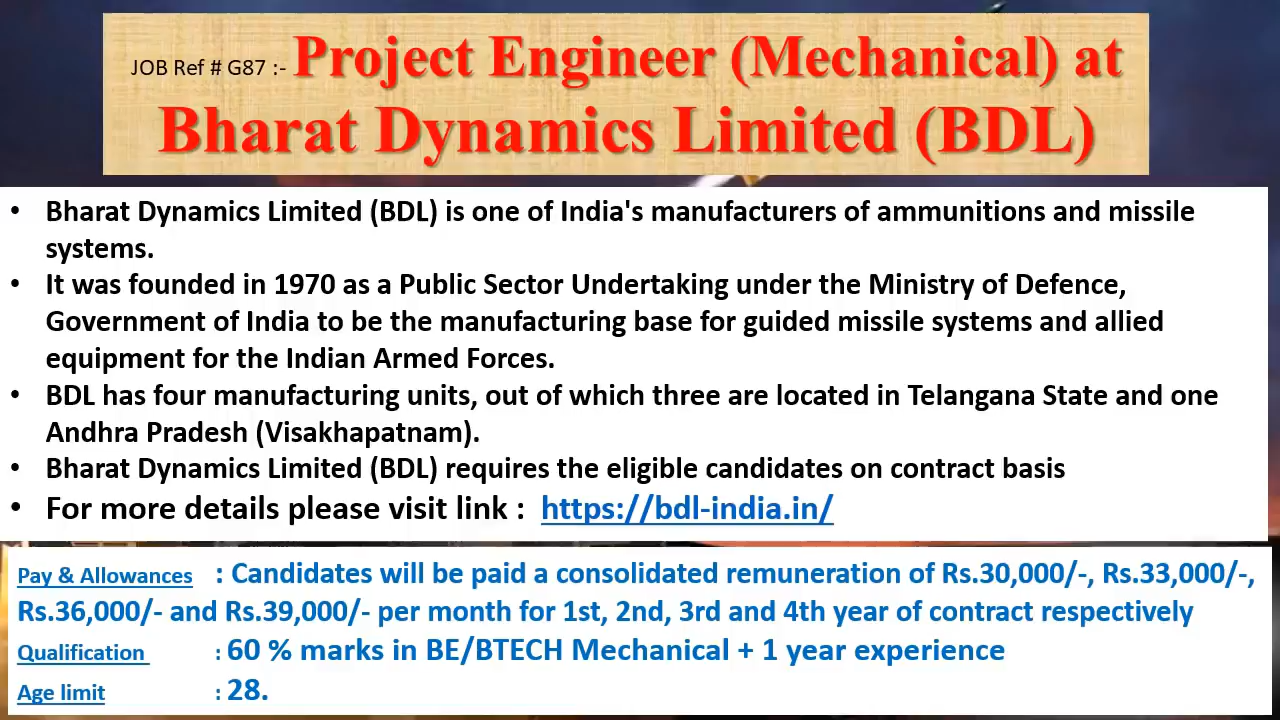 JOB Ref # G87 :- Project Engineer (Mechanical) at
Bharat Dynamics Limited (BDL)
• Bharat Dynamics Limited (BDL) is one of India's manufacturers of ammunitions and missile
systems.
• It was founded in 1970 as a Public Sector Undertaking under the Ministry of Defence,
Government of India to be the manufacturing base for guided missile systems and allied
equipment for the Indian Armed Forces.
• BDL has four manufacturing units, out of which three are located in Telangana State and one
Andhra Pradesh (Visakhapatnam).
• Bharat Dynamics Limited (BDL) requires the eligible candidates on contract basis
• For more details please visit link : https://bdl-india.in/
Pay & Allowances : Candidates will be paid a consolidated remuneration of Rs.30,000/-, Rs.33,000/-,
Rs.36,000/- and Rs.39,000/- per month for 1st, 2nd, 3rd and 4th year of contract respectively
Qualification : 60 % marks in BE/BTECH Mechanical + 1 year experience
Age limit : 28.